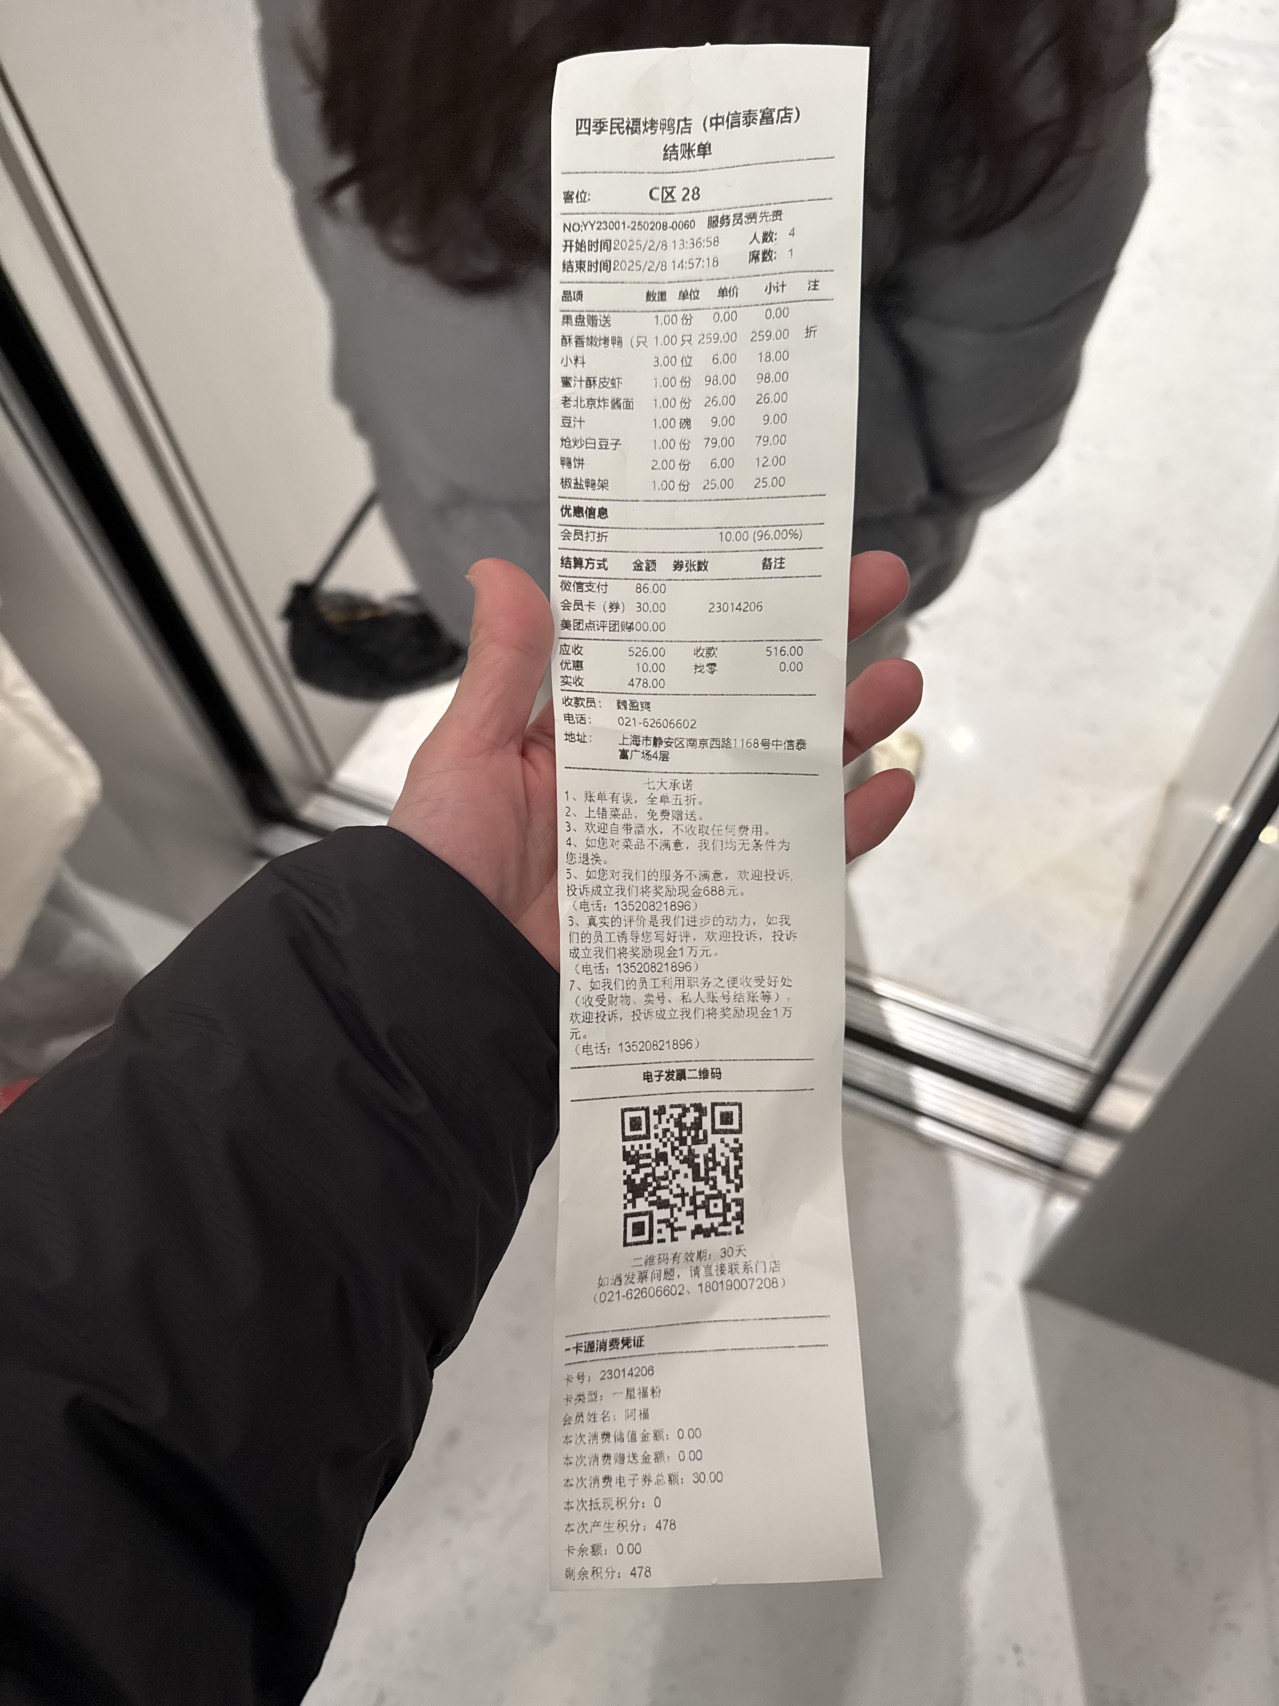 四季民福烤鸭店（中信泰富店）
结账单
客位: C区 28
NO:YY23001-250208-0060 服务员:贾先贵
开始时间2025/2/8 13:36:58 人数: 4
结束时间2025/2/8 14:57:18 席数: 1
品项 数量 单位 单价 小计 注
果盘赠送 1.00 份 0.00 0.00
酥香嫩烤鸭（只 1.00 只 259.00 259.00 折
小料 3.00 位 6.00 18.00
蜜汁酥皮虾 1.00 份 98.00 98.00
老北京炸酱面 1.00 份 26.00 26.00
豆汁 1.00 碗 9.00 9.00
炝炒白豆子 1.00 份 79.00 79.00
鸭饼 2.00 份 6.00 12.00
椒盐鸭架 1.00 份 25.00 25.00
优惠信息
会员打折 10.00 (96.00%)
结算方式 金额 券张数 备注
微信支付 86.00
会员卡（券） 30.00 23014206
美团点评团购400.00
应收 526.00 收款 516.00
优惠 10.00 找零 0.00
实收 478.00
收款员: 魏盈爽
电话: 021-62606602
地址: 上海市静安区南京西路1168号中信泰
富广场4层
七大承诺
1、账单有误，全单五折。
2、上错菜品，免费赠送。
3、欢迎自带酒水，不收取任何费用。
4、如您对菜品不满意，我们均无条件为
您退换。
5、如您对我们的服务不满意，欢迎投诉,
投诉成立我们将奖励现金688元。
（电话：13520821896）
6、真实的评价是我们进步的动力，如我
们的员工诱导您写好评，欢迎投诉，投诉
成立我们将奖励现金1万元。
（电话：13520821896）
7、如我们的员工利用职务之便收受好处
（收受财物、卖号、私人账号结账等），
欢迎投诉，投诉成立我们将奖励现金1万
元。
（电话：13520821896）
电子发票二维码
二维码有效期：30天
如遇发票问题，请直接联系门店
（021-62606602、18019007208）
一卡通消费凭证
卡号：23014206
卡类型：一星福粉
会员姓名：阿福
本次消费储值金额：0.00
本次消费赠送金额：0.00
本次消费电子券总额：30.00
本次抵现积分：0
本次产生积分：478
卡余额：0.00
剩余积分：478